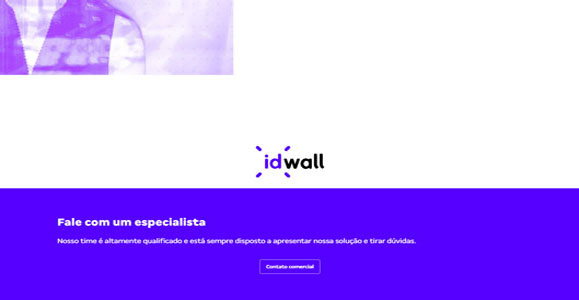 idwall
Fale com um especialista
Nosso time é altamente qualificado e está sempre disposto a apresentar nossa solução e tirar dúvidas.
Contato comercial